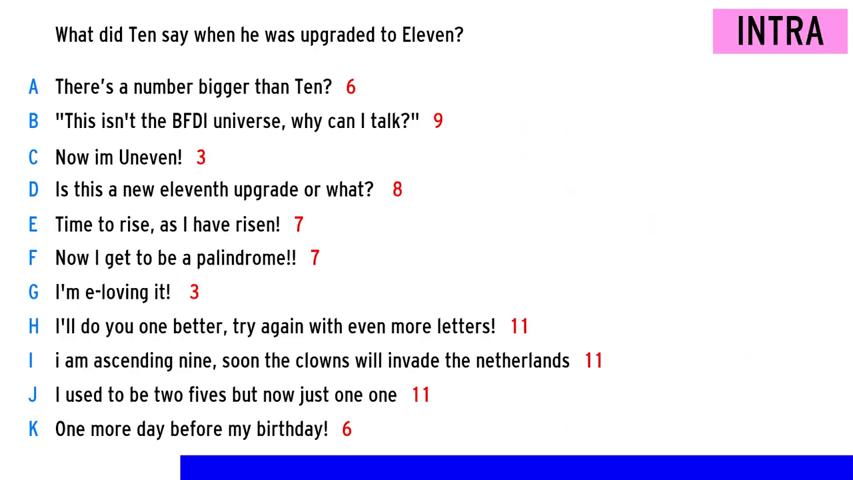 What did Ten say when he was upgraded to Eleven?
INTRA
A There's a number bigger than Ten? 6
B "This isn't the BFDI universe, why can I talk?" 9
C Now im Uneven! 3
D Is this a new eleventh upgrade or what? 8
E Time to rise, as I have risen! 7
F Now I get to be a palindrome!! 7
G I'm e-loving it! 3
H I'll do you one better, try again with even more letters! 11
I i am ascending nine, soon the clowns will invade the netherlands 11
J I used to be two fives but now just one one 11
K One more day before my birthday! 6